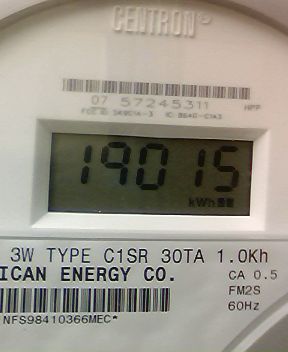 CENTRON
07 57245311
19015
kWh
3W TYPE C1SR 30TA 1.0Kh
ICAN ENERGY CO.
CA 0.5
FM2S
60Hz
NFS98410366MEC*